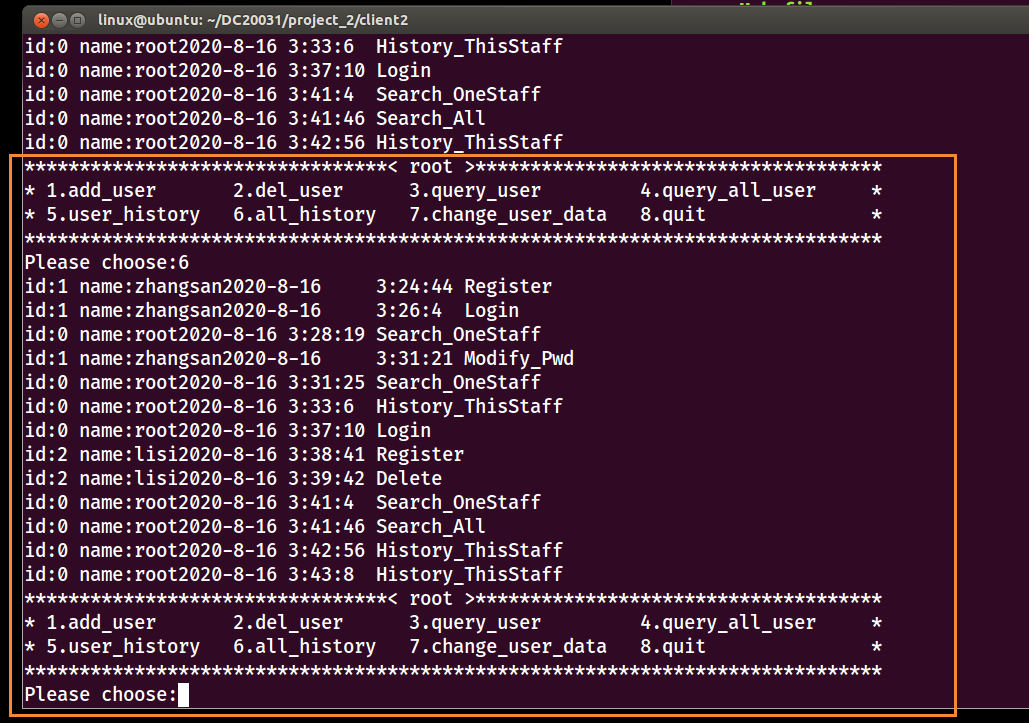 linux@ubuntu: ~/DC20031/project_2/client2
id:0 name:root2020-8-16 3:33:6  History_ThisStaff
id:0 name:root2020-8-16 3:37:10 Login
id:0 name:root2020-8-16 3:41:4  Search_OneStaff
id:0 name:root2020-8-16 3:41:46 Search_All
id:0 name:root2020-8-16 3:42:56 History_ThisStaff
*********************************< root >*************************************
* 1.add_user       2.del_user      3.query_user         4.query_all_user     *
* 5.user_history   6.all_history   7.change_user_data   8.quit               *
******************************************************************************
Please choose:6
id:1 name:zhangsan2020-8-16     3:24:44 Register
id:1 name:zhangsan2020-8-16     3:26:4  Login
id:0 name:root2020-8-16 3:28:19 Search_OneStaff
id:1 name:zhangsan2020-8-16     3:31:21 Modify_Pwd
id:0 name:root2020-8-16 3:31:25 Search_OneStaff
id:0 name:root2020-8-16 3:33:6  History_ThisStaff
id:0 name:root2020-8-16 3:37:10 Login
id:2 name:lisi2020-8-16 3:38:41 Register
id:2 name:lisi2020-8-16 3:39:42 Delete
id:0 name:root2020-8-16 3:41:4  Search_OneStaff
id:0 name:root2020-8-16 3:41:46 Search_All
id:0 name:root2020-8-16 3:42:56 History_ThisStaff
id:0 name:root2020-8-16 3:43:8  History_ThisStaff
*********************************< root >*************************************
* 1.add_user       2.del_user      3.query_user         4.query_all_user     *
* 5.user_history   6.all_history   7.change_user_data   8.quit               *
******************************************************************************
Please choose: